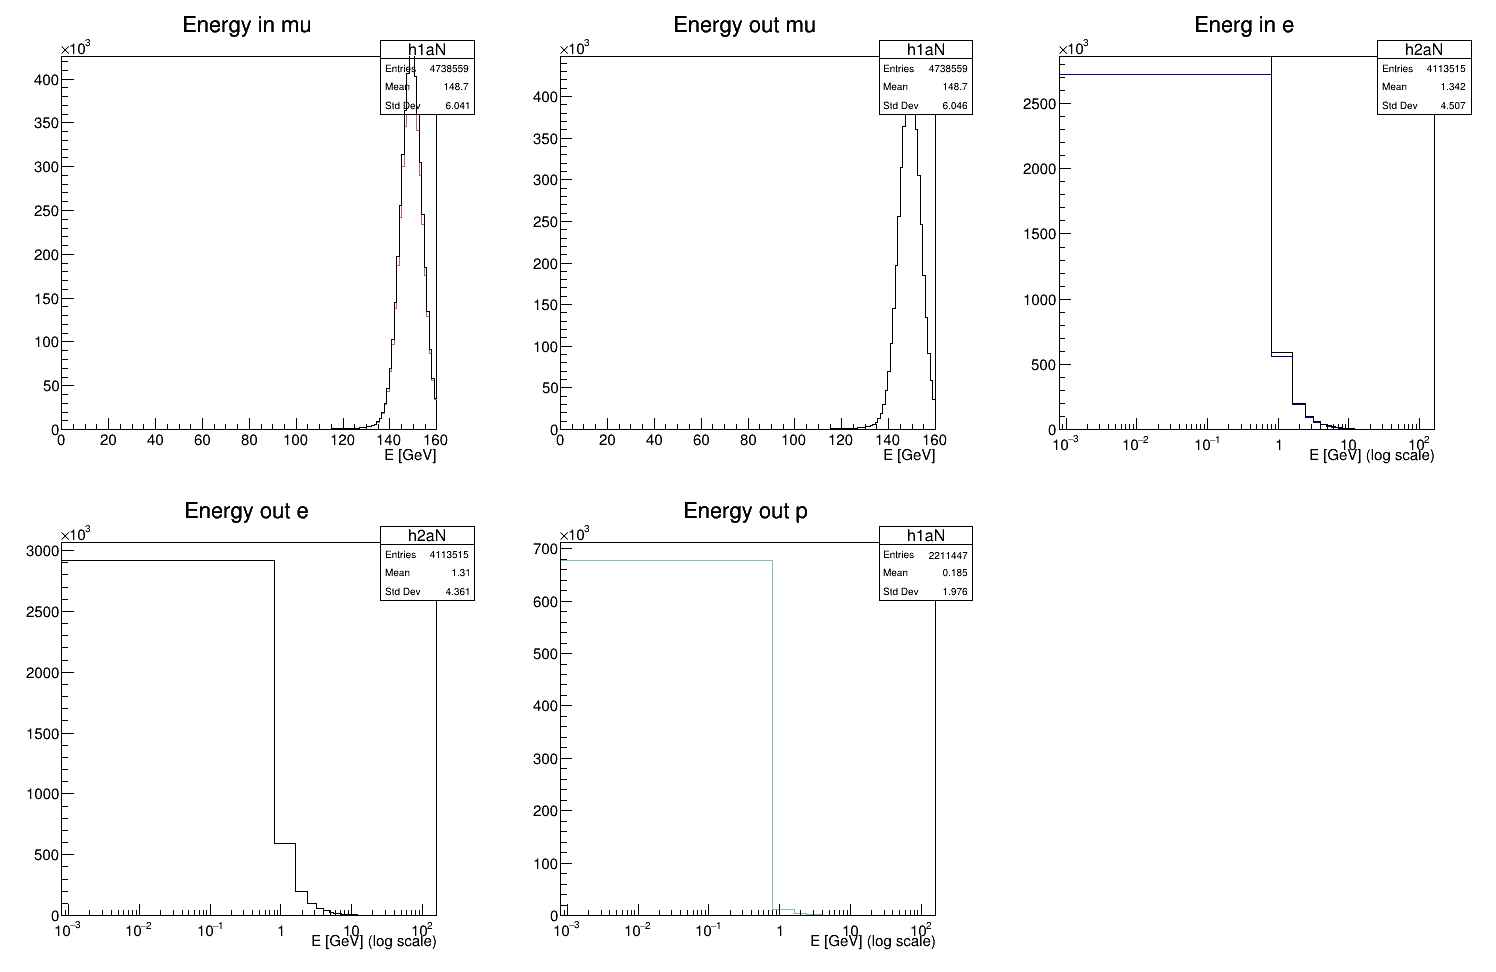 Energy in mu
×10³
h1aN
Entries 4738559
Mean 148.7
Std Dev 6.041
400
350
300
250
200
150
100
50
0
0 20 40 60 80 100 120 140 160
E [GeV]
Energy out mu
×10³
h1aN
Entries 4738559
Mean 148.7
Std Dev 6.046
400
350
300
250
200
150
100
50
0
0 20 40 60 80 100 120 140 160
E [GeV]
Energ in e
×10³
h2aN
Entries 4113515
Mean 1.342
Std Dev 4.507
2500
2000
1500
1000
500
0
10⁻³ 10⁻² 10⁻¹ 1 10 10²
E [GeV] (log scale)
Energy out e
×10³
h2aN
Entries 4113515
Mean 1.31
Std Dev 4.361
3000
2500
2000
1500
1000
500
0
10⁻³ 10⁻² 10⁻¹ 1 10 10²
E [GeV] (log scale)
Energy out p
×10³
h1aN
Entries 2211447
Mean 0.185
Std Dev 1.976
700
600
500
400
300
200
100
0
10⁻³ 10⁻² 10⁻¹ 1 10 10²
E [GeV] (log scale)